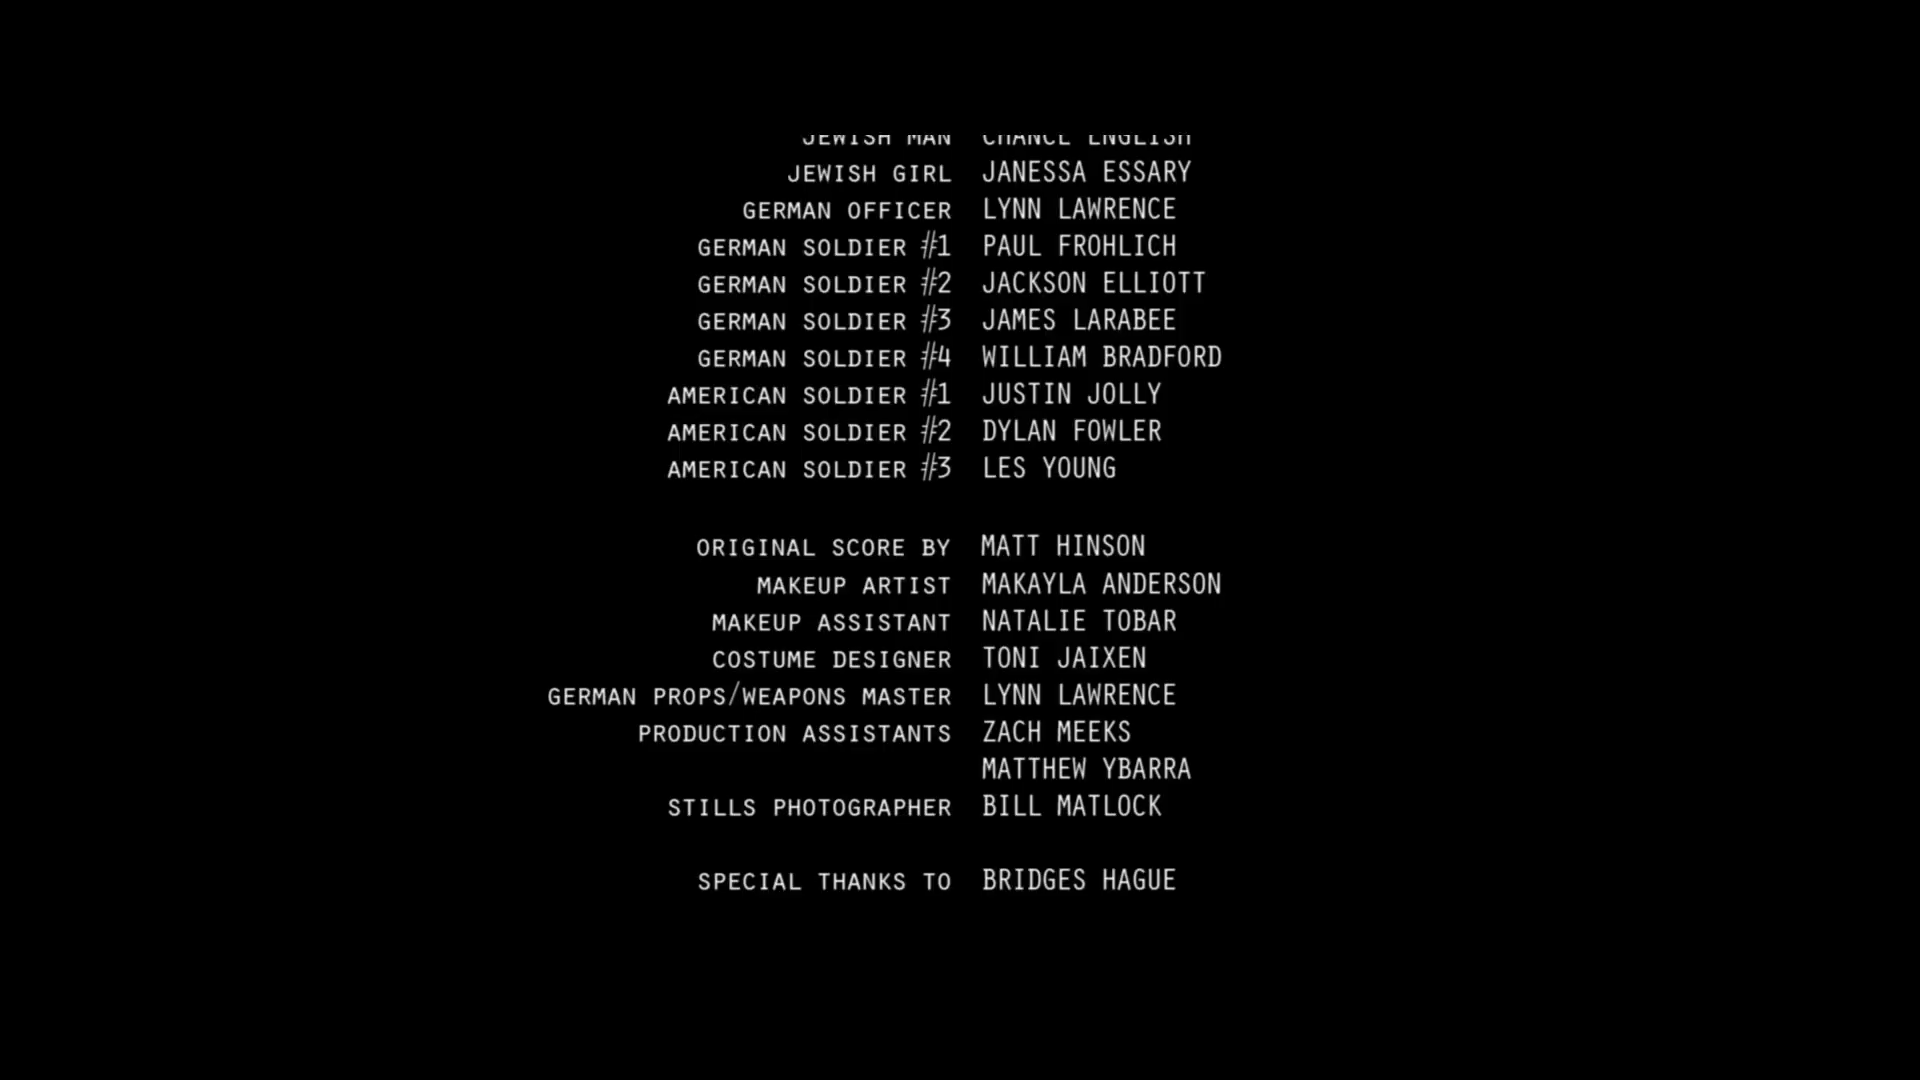 JEWISH MAN CHANCE ENGLISH
JEWISH GIRL JANESSA ESSARY
GERMAN OFFICER LYNN LAWRENCE
GERMAN SOLDIER #1 PAUL FROHLICH
GERMAN SOLDIER #2 JACKSON ELLIOTT
GERMAN SOLDIER #3 JAMES LARABEE
GERMAN SOLDIER #4 WILLIAM BRADFORD
AMERICAN SOLDIER #1 JUSTIN JOLLY
AMERICAN SOLDIER #2 DYLAN FOWLER
AMERICAN SOLDIER #3 LES YOUNG
ORIGINAL SCORE BY MATT HINSON
MAKEUP ARTIST MAKAYLA ANDERSON
MAKEUP ASSISTANT NATALIE TOBAR
COSTUME DESIGNER TONI JAIXEN
GERMAN PROPS/WEAPONS MASTER LYNN LAWRENCE
PRODUCTION ASSISTANTS ZACH MEEKS
MATTHEW YBARRA
STILLS PHOTOGRAPHER BILL MATLOCK
SPECIAL THANKS TO BRIDGES HAGUE